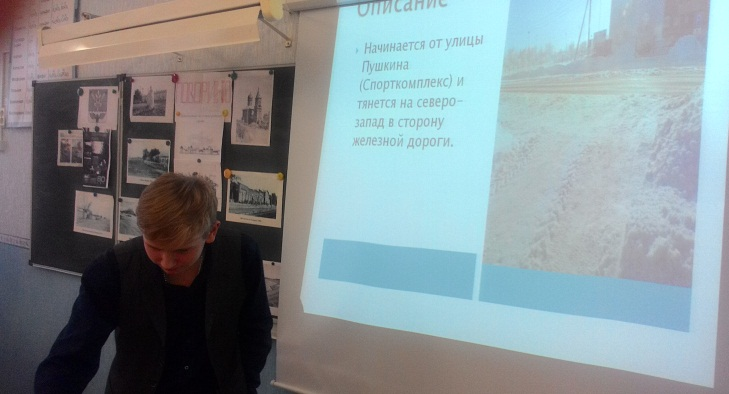 Описание
Начинается от улицы
Пушкина
(Спорткомплекс) и
тянется на северо-
запад в сторону
железной дороги.